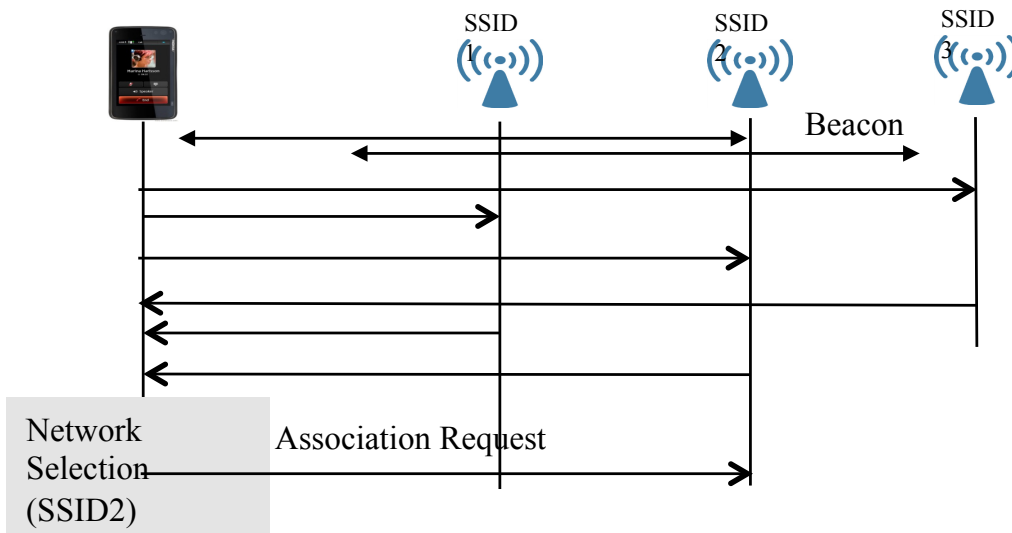 SSID
1
SSID
2
SSID
3
Beacon
Association Request
Network
Selection
(SSID2)